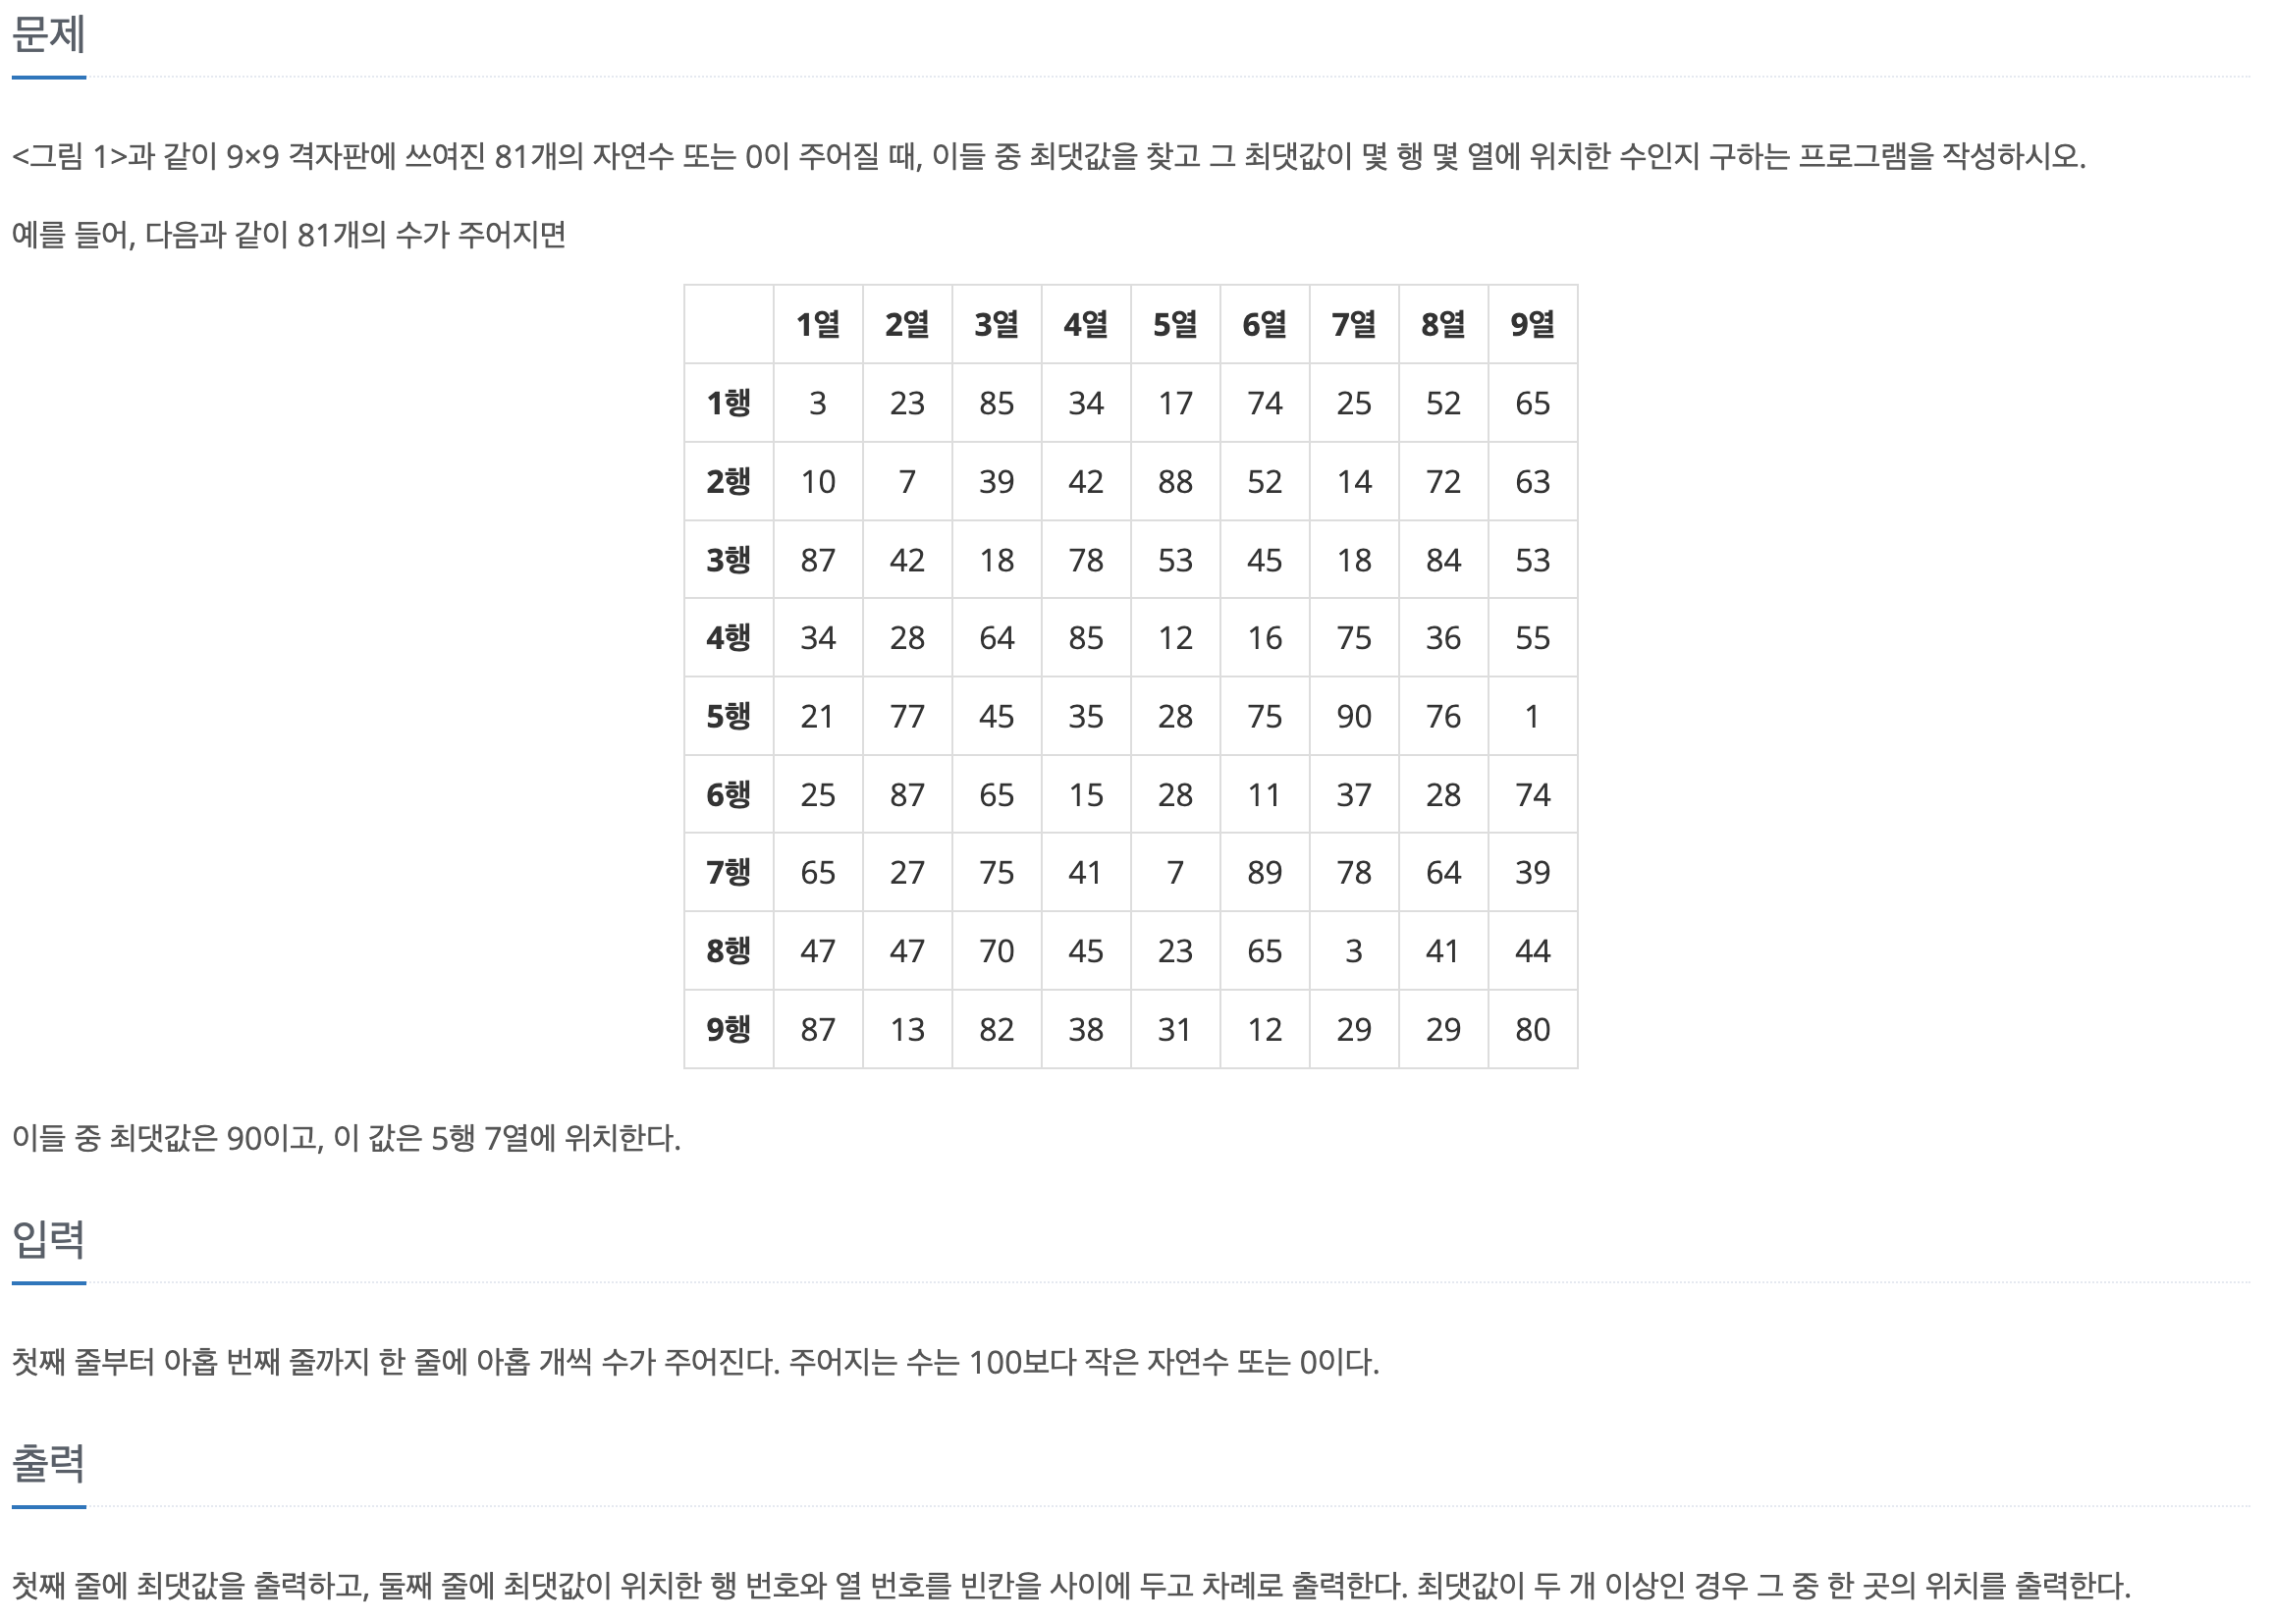 문제
<그림 1>과 같이 9×9 격자판에 쓰여진 81개의 자연수 또는 0이 주어질 때, 이들 중 최댓값을 찾고 그 최댓값이 몇 행 몇 열에 위치한 수인지 구하는 프로그램을 작성하시오.
예를 들어, 다음과 같이 81개의 수가 주어지면
1열 2열 3열 4열 5열 6열 7열 8열 9열
1행 3 23 85 34 17 74 25 52 65
2행 10 7 39 42 88 52 14 72 63
3행 87 42 18 78 53 45 18 84 53
4행 34 28 64 85 12 16 75 36 55
5행 21 77 45 35 28 75 90 76 1
6행 25 87 65 15 28 11 37 28 74
7행 65 27 75 41 7 89 78 64 39
8행 47 47 70 45 23 65 3 41 44
9행 87 13 82 38 31 12 29 29 80
이들 중 최댓값은 90이고, 이 값은 5행 7열에 위치한다.
입력
첫째 줄부터 아홉 번째 줄까지 한 줄에 아홉 개씩 수가 주어진다. 주어지는 수는 100보다 작은 자연수 또는 0이다.
출력
첫째 줄에 최댓값을 출력하고, 둘째 줄에 최댓값이 위치한 행 번호와 열 번호를 빈칸을 사이에 두고 차례로 출력한다. 최댓값이 두 개 이상인 경우 그 중 한 곳의 위치를 출력한다.